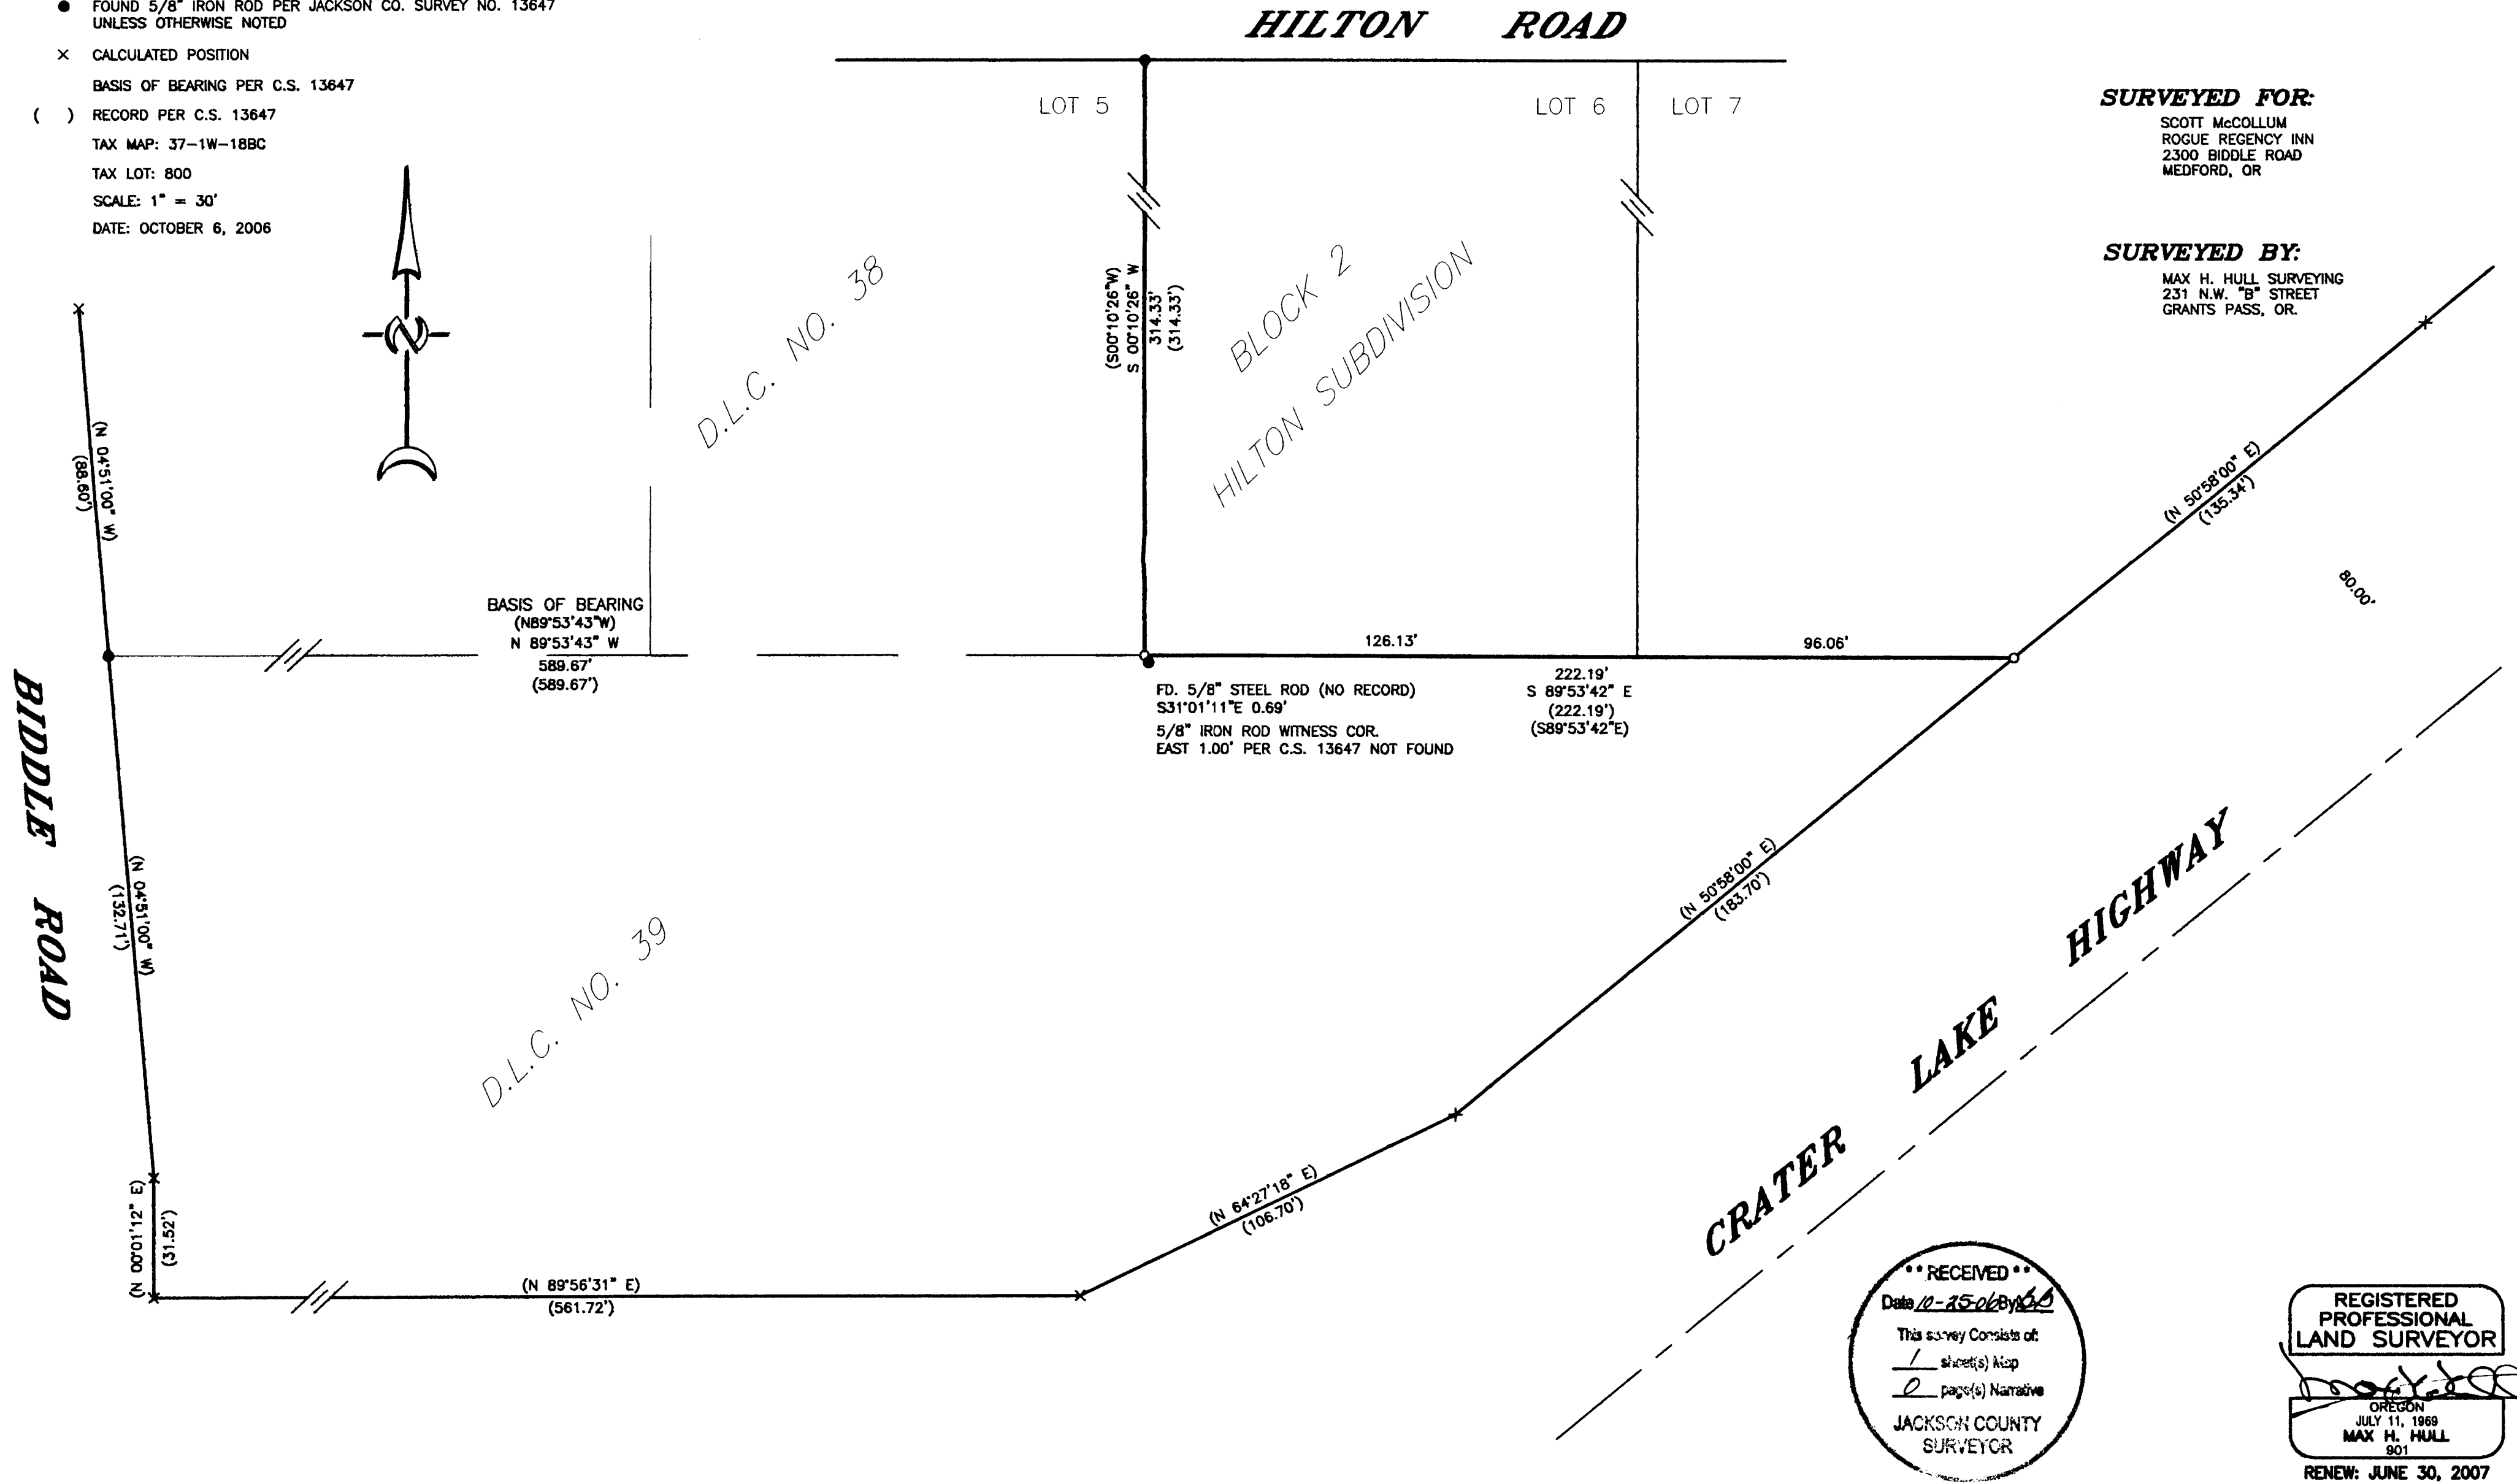 FOUND 5/8" IRON ROD PER JACKSON CO. SURVEY NO. 13647
UNLESS OTHERWISE NOTED
CALCULATED POSITION
BASIS OF BEARING PER C.S. 13647
( ) RECORD PER C.S. 13647
TAX MAP: 37-1W-18BC
TAX LOT: 800
SCALE: 1" = 30'
DATE: OCTOBER 6, 2006
HILTON ROAD
LOT 5
LOT 6
LOT 7
SURVEYED FOR:
SCOTT McCOLLUM
ROGUE REGENCY INN
2300 BIDDLE ROAD
MEDFORD, OR
SURVEYED BY:
MAX H. HULL SURVEYING
231 N.W. "B" STREET
GRANTS PASS, OR.
N
D.L.C. NO. 38
(S00°10'26"W)
S 00°10'26" W
314.33'
(314.33')
BLOCK 2
HILTON SUBDIVISION
(N 04°51'00" W)
(88.60')
(N 50°58'00" E)
(135.34')
80.00'
BASIS OF BEARING
(N89°53'43"W)
N 89°53'43" W
589.67'
(589.67')
126.13'
96.06'
222.19'
S 89°53'42" E
(222.19')
(S89°53'42"E)
FD. 5/8" STEEL ROD (NO RECORD)
S31°01'11"E 0.69'
5/8" IRON ROD WITNESS COR.
EAST 1.00' PER C.S. 13647 NOT FOUND
BIDDLE ROAD
(N 04°51'00" W)
(132.71')
D.L.C. NO. 39
(N 50°58'00" E)
(183.70')
CRATER LAKE HIGHWAY
(N 00°01'12" E)
(31.52')
(N 89°56'31" E)
(561.72')
(N 64°27'18" E)
(106.70')
** RECEIVED **
Date 10-25-06 By
This survey Consists of:
1 sheet(s) Map
0 page(s) Narrative
JACKSON COUNTY
SURVEYOR
REGISTERED
PROFESSIONAL
LAND SURVEYOR
OREGON
JULY 11, 1969
MAX H. HULL
901
RENEW: JUNE 30, 2007